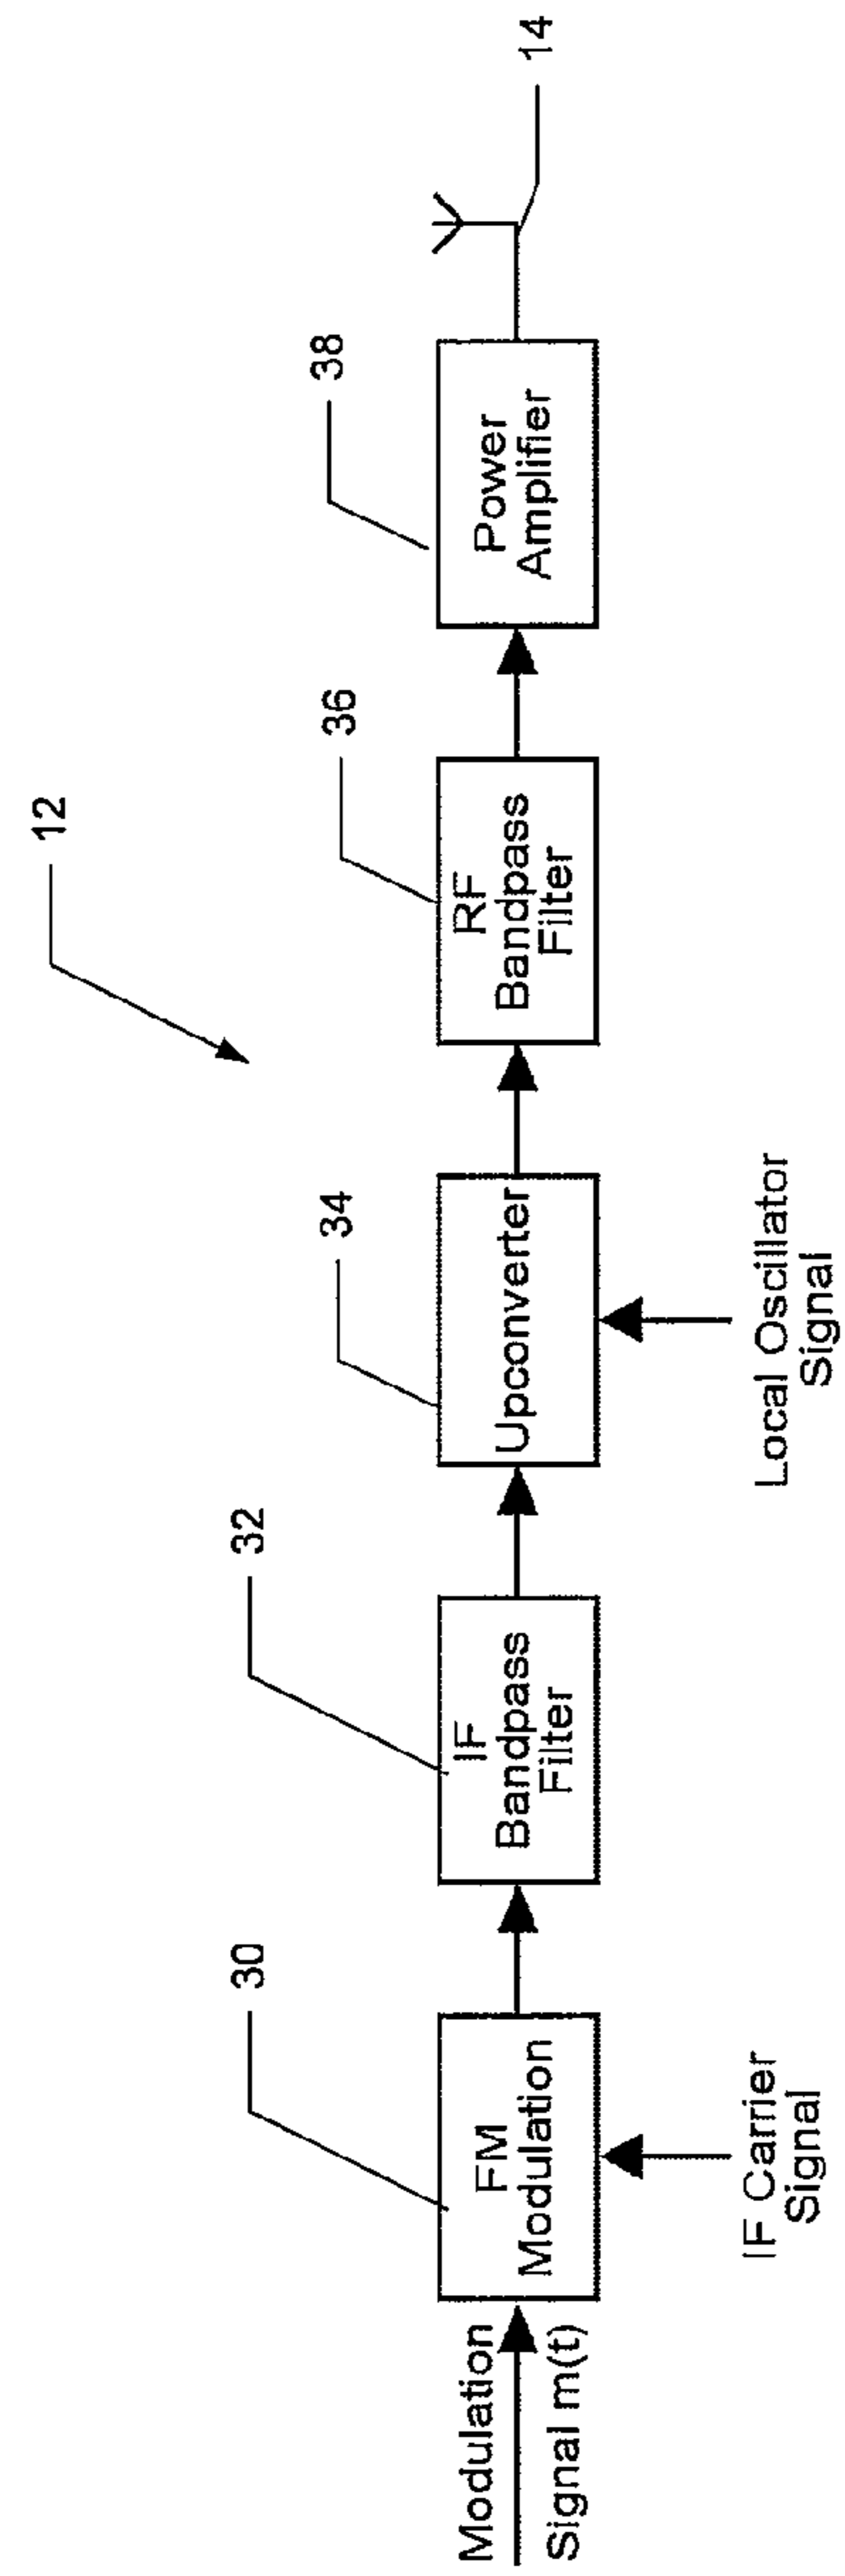 12
14
30
32
34
36
38
Modulation
Signal m(t)
FM
Modulation
IF
Bandpass
Filter
Upconverter
RF
Bandpass
Filter
Power
Amplifier
IF Carrier
Signal
Local Oscillator
Signal